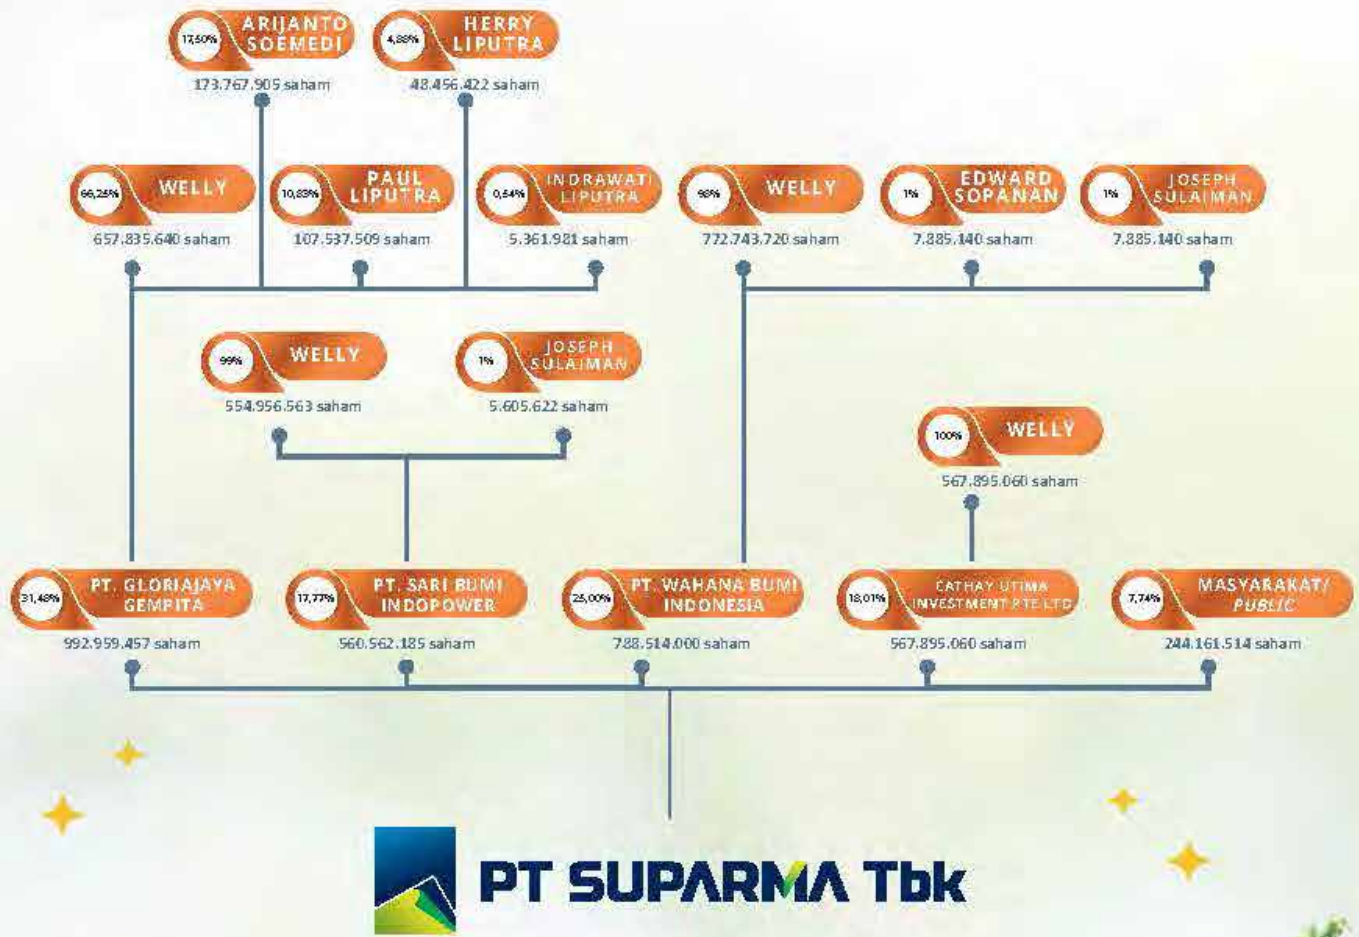 17,50%
ARIJANTO
SOEMEDI
173.767.905 saham
4,88%
HERRY
LIPUTRA
48.456.422 saham
66,25%
WELLY
657.835.640 saham
10,83%
PAUL
LIPUTRA
107.537.509 saham
0,54%
INDRAWATI
LIPUTRA
5.361.981 saham
98%
WELLY
772.743.720 saham
1%
EDWARD
SOPANAN
7.885.140 saham
1%
JOSEPH
SULAIMAN
7.885.140 saham
99%
WELLY
554.956.563 saham
1%
JOSEPH
SULAIMAN
5.605.622 saham
100%
WELLY
567.895.060 saham
31,48%
PT. GLORIAJAYA
GEMPITA
992.959.457 saham
17,77%
PT. SARI BUMI
INDOPOWER
560.562.185 saham
25,00%
PT. WAHANA BUMI
INDONESIA
788.514.000 saham
18,01%
CATHAY UTIMA
INVESTMENT PTE LTD
567.895.060 saham
7,74%
MASYARAKAT/
PUBLIC
244.161.514 saham
PT SUPARMA Tbk